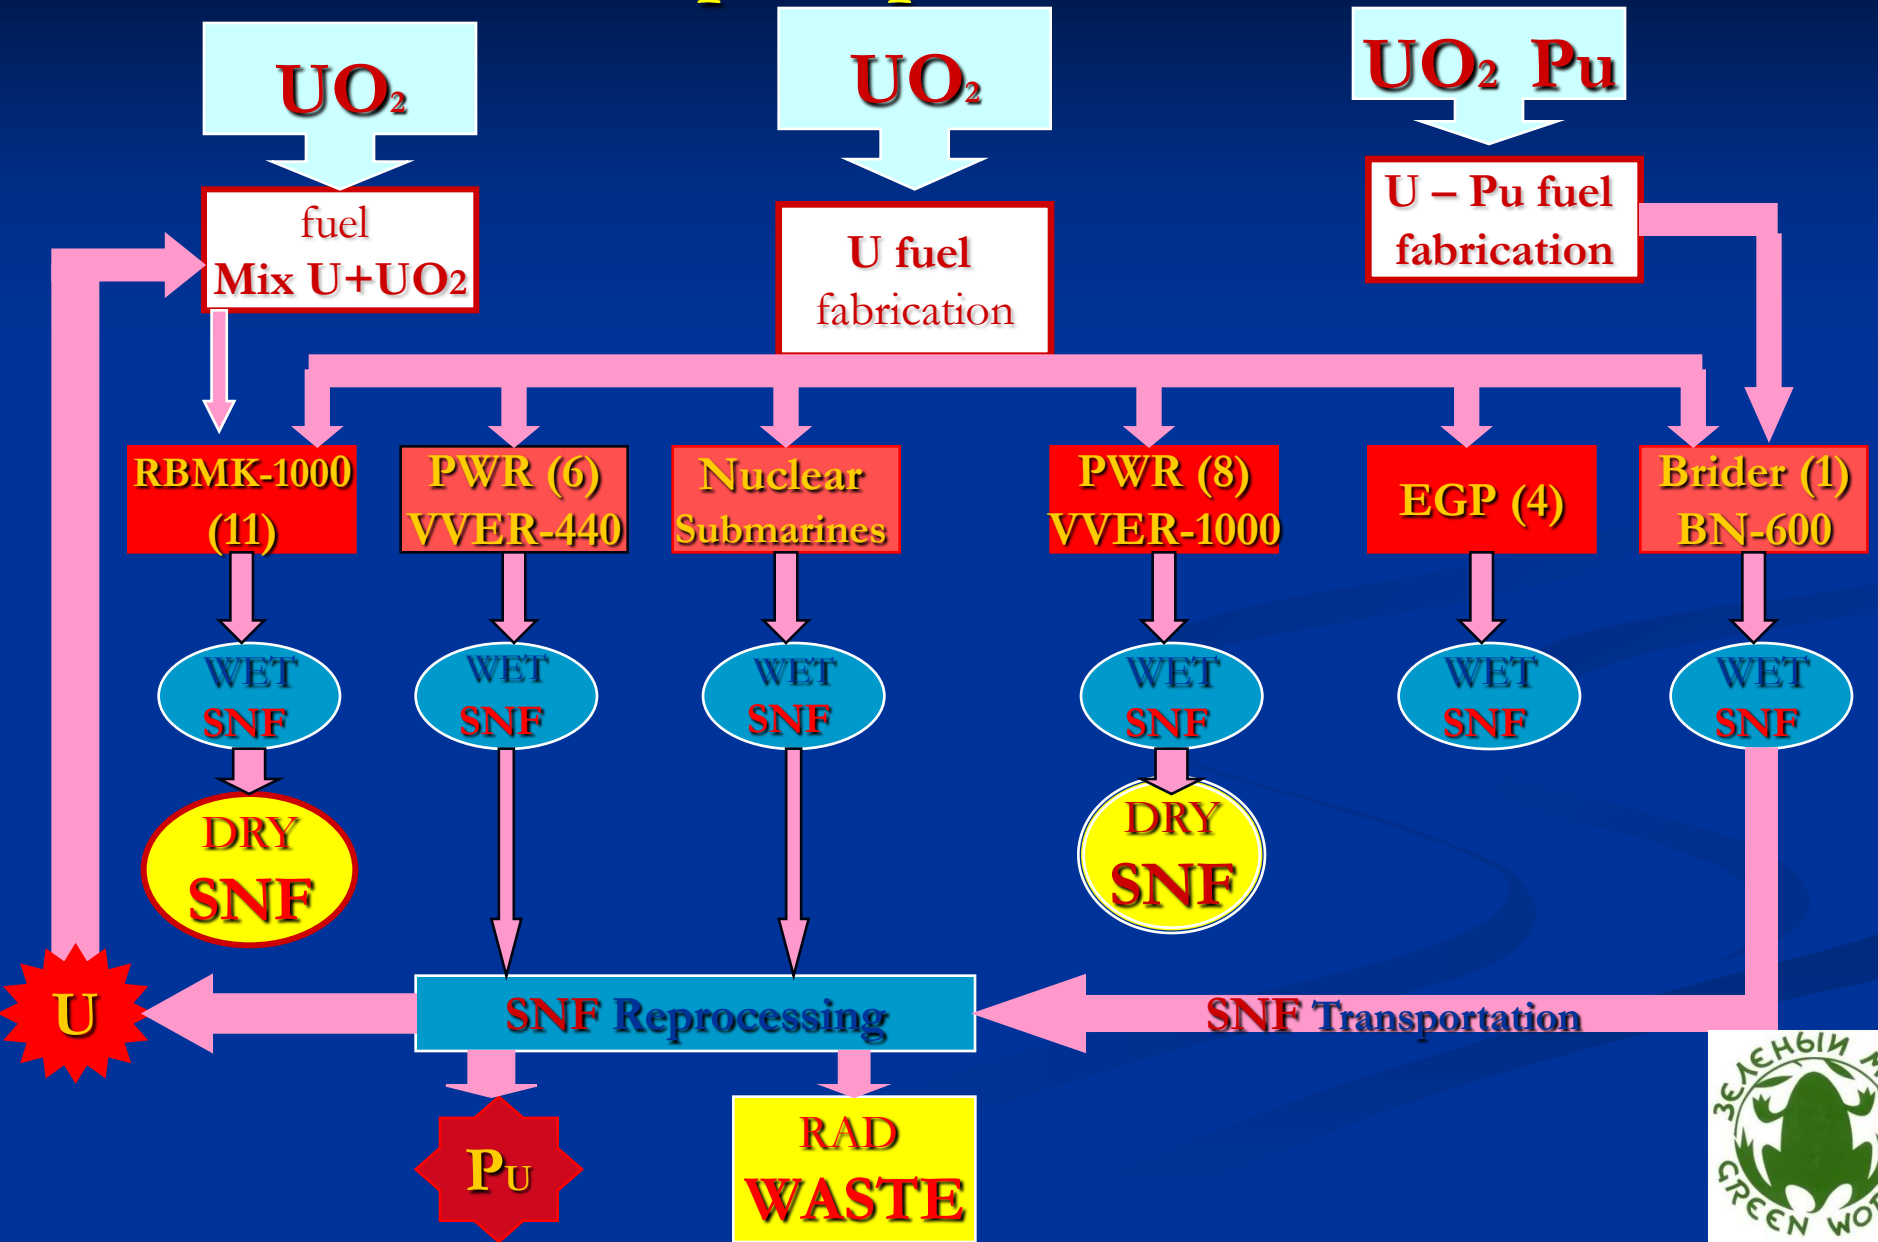 UO₂
UO₂
UO₂ Pu
fuel
Mix U+UO₂
U fuel
fabrication
U – Pu fuel
fabrication
RBMK-1000
(11)
PWR (6)
VVER-440
Nuclear
Submarines
PWR (8)
VVER-1000
EGP (4)
Brider (1)
BN-600
WET
SNF
WET
SNF
WET
SNF
WET
SNF
WET
SNF
WET
SNF
DRY
SNF
DRY
SNF
U
SNF Reprocessing
SNF Transportation
PU
RAD
WASTE
ЗЕЛЕНЫЙ
GREEN